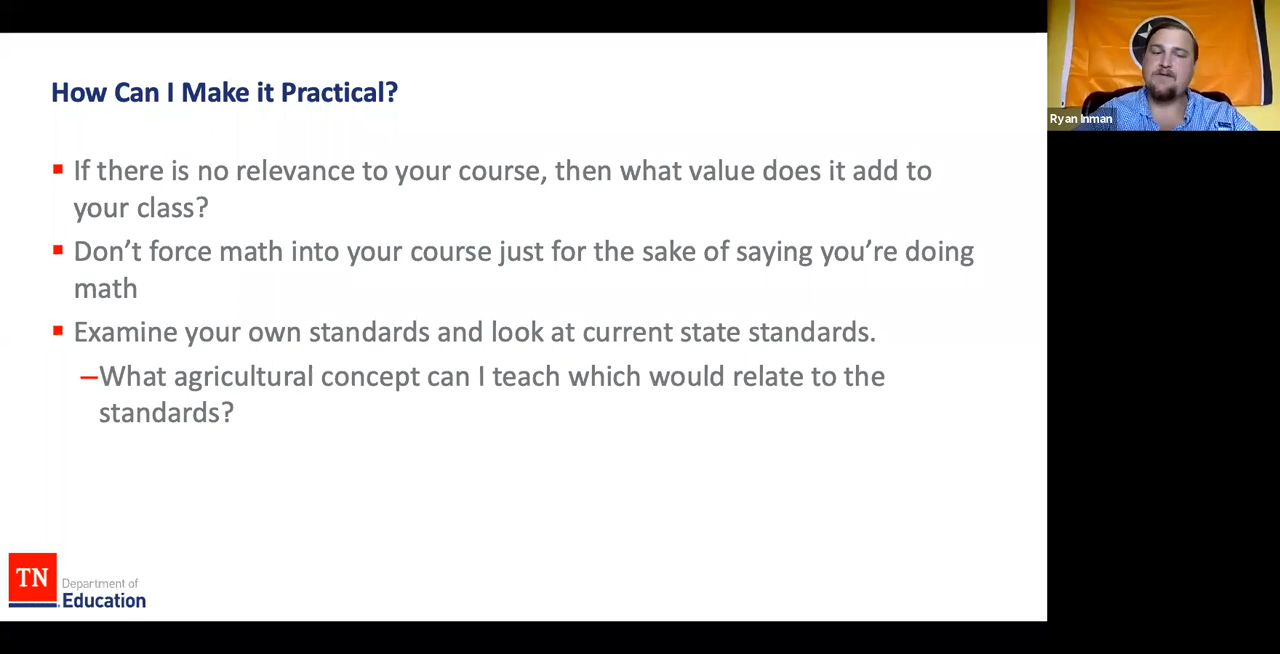 How Can I Make it Practical?
Ryan Inman
▪ If there is no relevance to your course, then what value does it add to
your class?
▪ Don’t force math into your course just for the sake of saying you’re doing
math
▪ Examine your own standards and look at current state standards.
–What agricultural concept can I teach which would relate to the
standards?
TN
Department of
Education